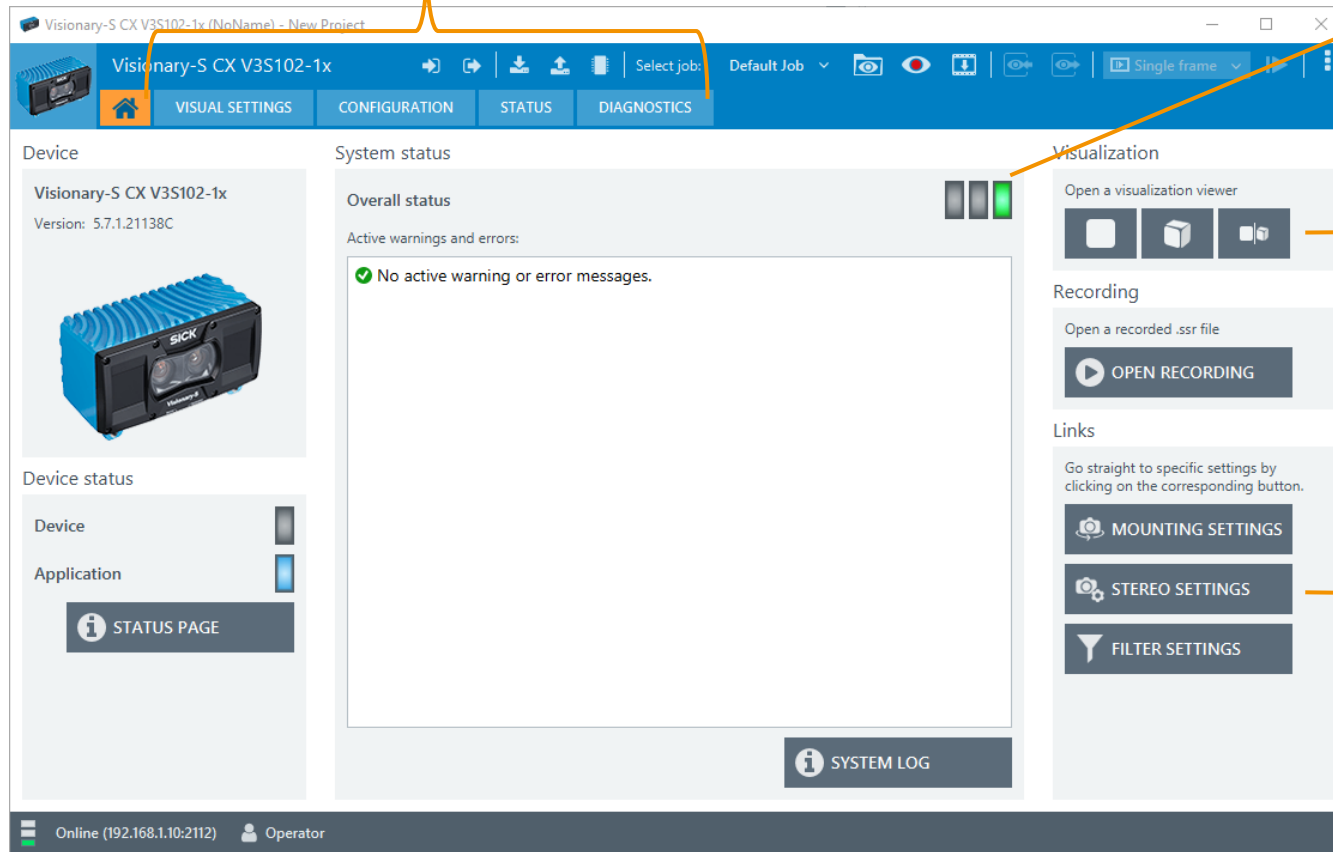 Visionary-S CX V3S102-1x (NoName) - New Project
Visionary-S CX V3S102-1x
Select job:
Default Job
Single frame
VISUAL SETTINGS
CONFIGURATION
STATUS
DIAGNOSTICS
Device
Visionary-S CX V3S102-1x
Version: 5.7.1.21138C
SICK
Visionary-S
Device status
Device
Application
STATUS PAGE
System status
Overall status
Active warnings and errors:
No active warning or error messages.
SYSTEM LOG
Visualization
Open a visualization viewer
Recording
Open a recorded .ssr file
OPEN RECORDING
Links
Go straight to specific settings by
clicking on the corresponding button.
MOUNTING SETTINGS
STEREO SETTINGS
FILTER SETTINGS
Online (192.168.1.10:2112)
Operator